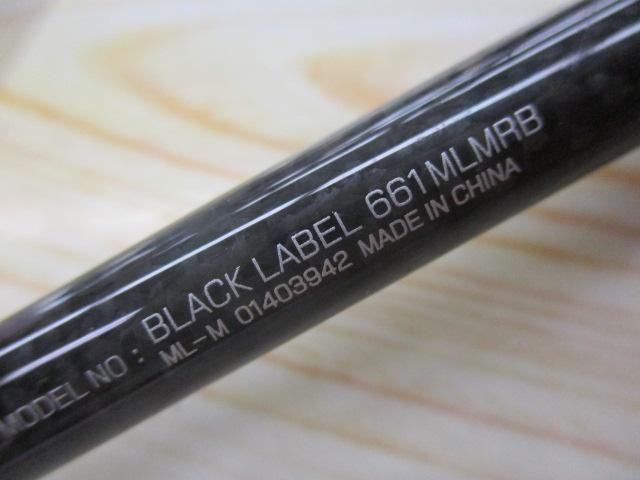 MODEL NO : BLACK LABEL 661MLMRB
ML-M 01403942 MADE IN CHINA